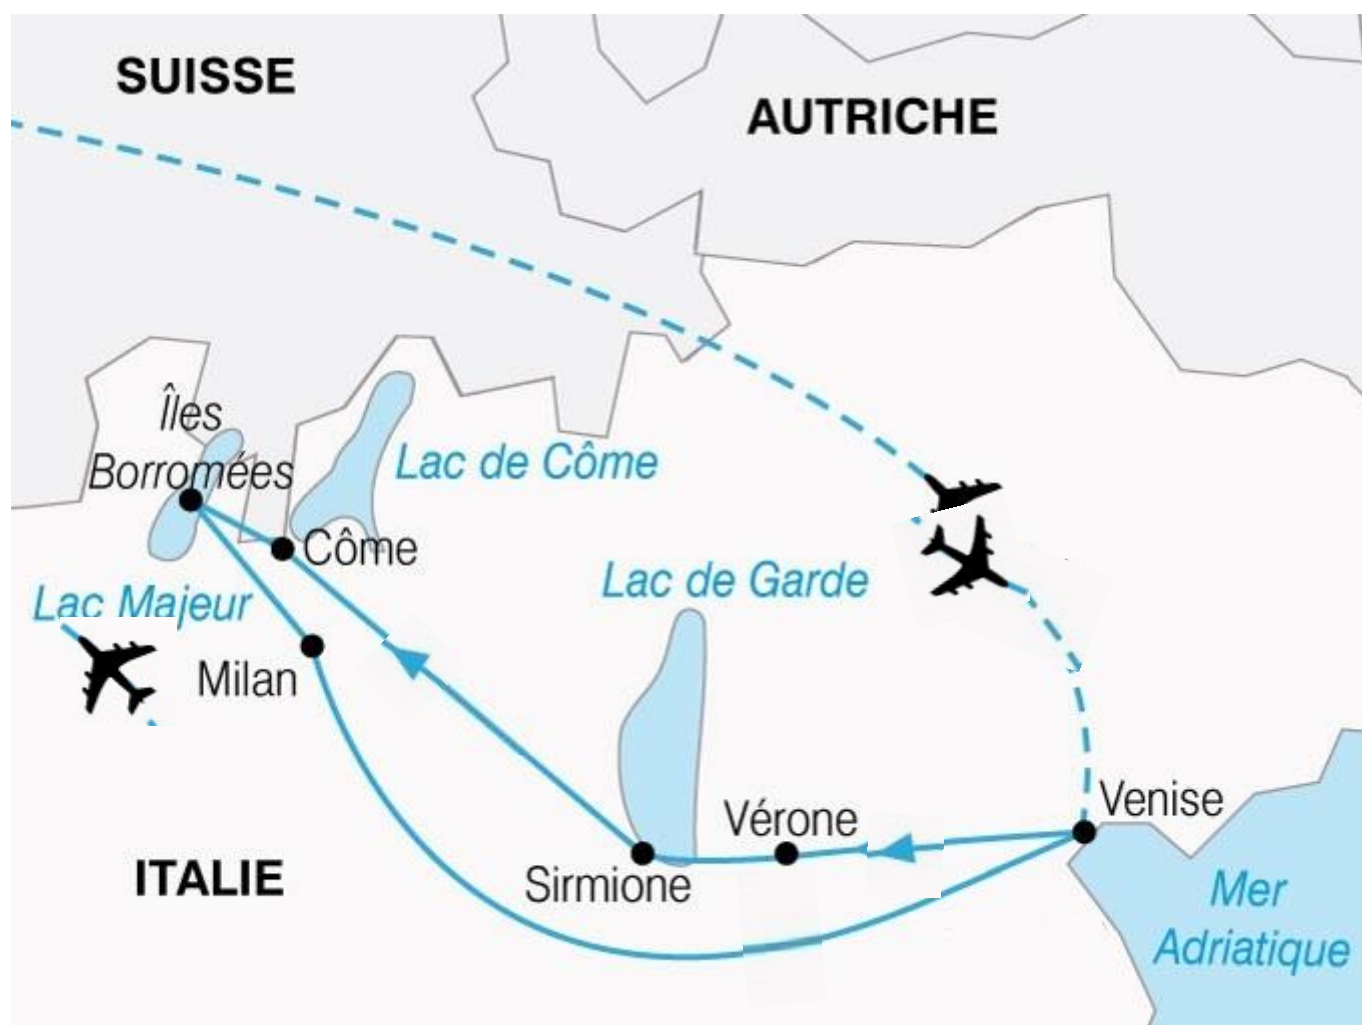 SUISSE
AUTRICHE
Îles
Borromées
Lac de Côme
Côme
Lac de Garde
Lac Majeur
Milan
Venise
Vérone
ITALIE
Sirmione
Mer
Adriatique